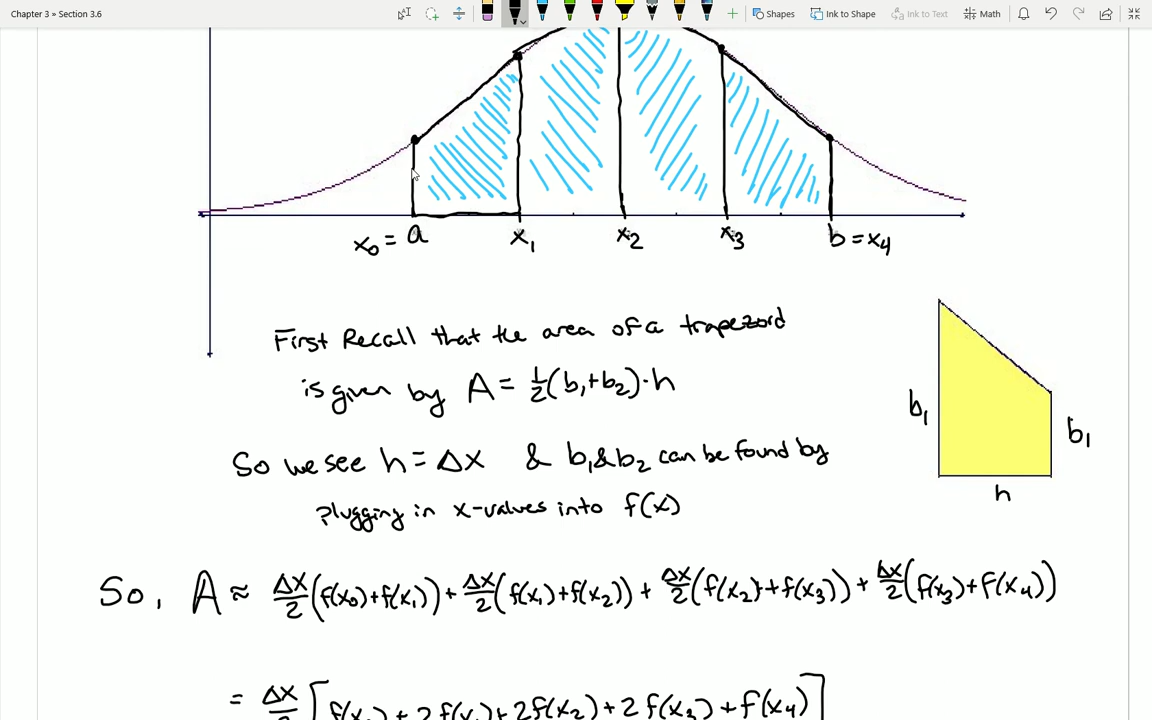 Chapter 3 » Section 3.6
Shapes
Ink to Shape
Ink to Text
Math
x₀ = a
x₁
x₂
x₃
b = x₄
First Recall that the area of a trapezoid
is given by A = ½(b₁+b₂)·h
b₁
b₁
h
So we see h = Δx & b₁&b₂ can be found by
plugging in x-values into f(x)
So, A ≈ Δx/2 (f(x₀)+f(x₁)) + Δx/2 (f(x₁)+f(x₂)) + Δx/2 (f(x₂)+f(x₃)) + Δx/2 (f(x₃)+f(x₄))
= Δx/2 [f(x₀) + 2f(x₁) + 2f(x₂) + 2f(x₃) + f(x₄)]